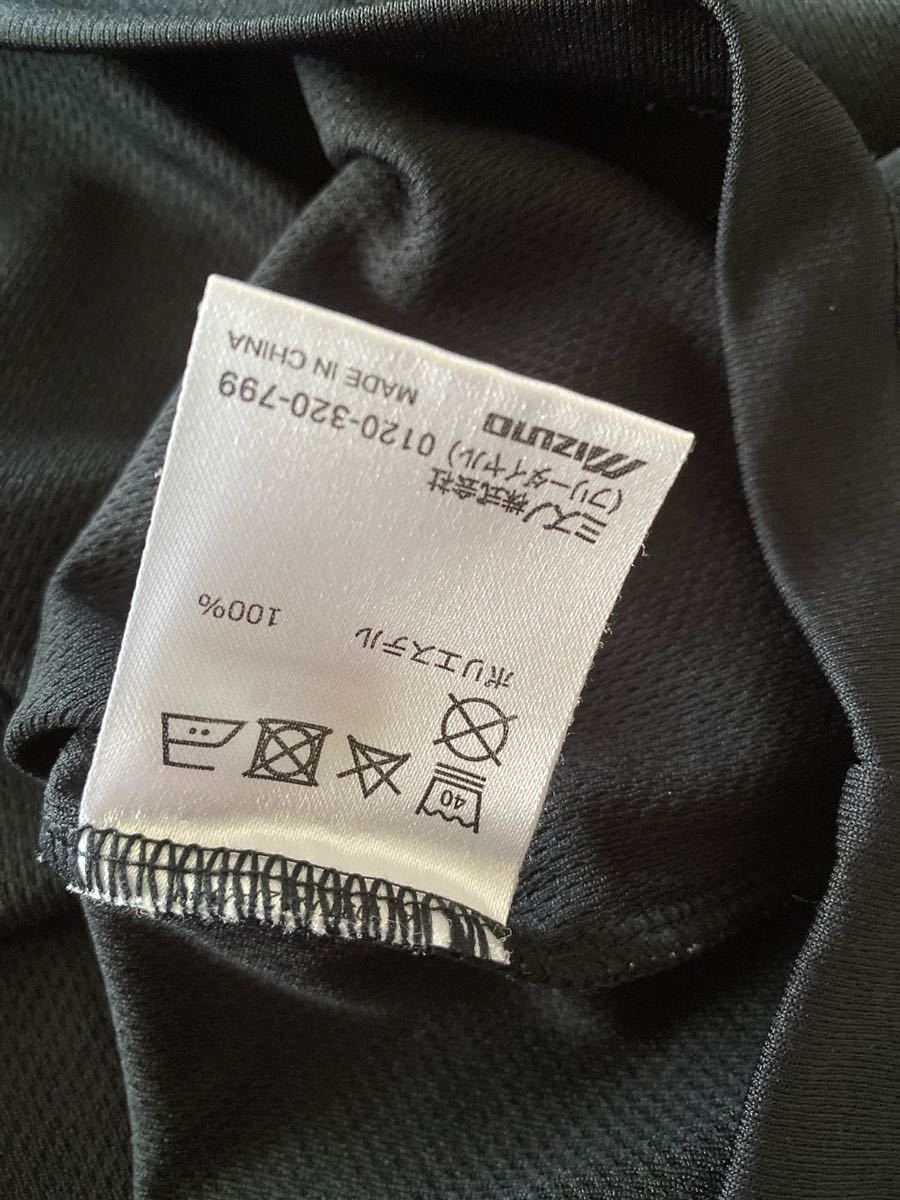 40
ポリエステル 100%
ミズノ株式会社
(フリーダイヤル) 0120-320-799
MIZUNO MADE IN CHINA